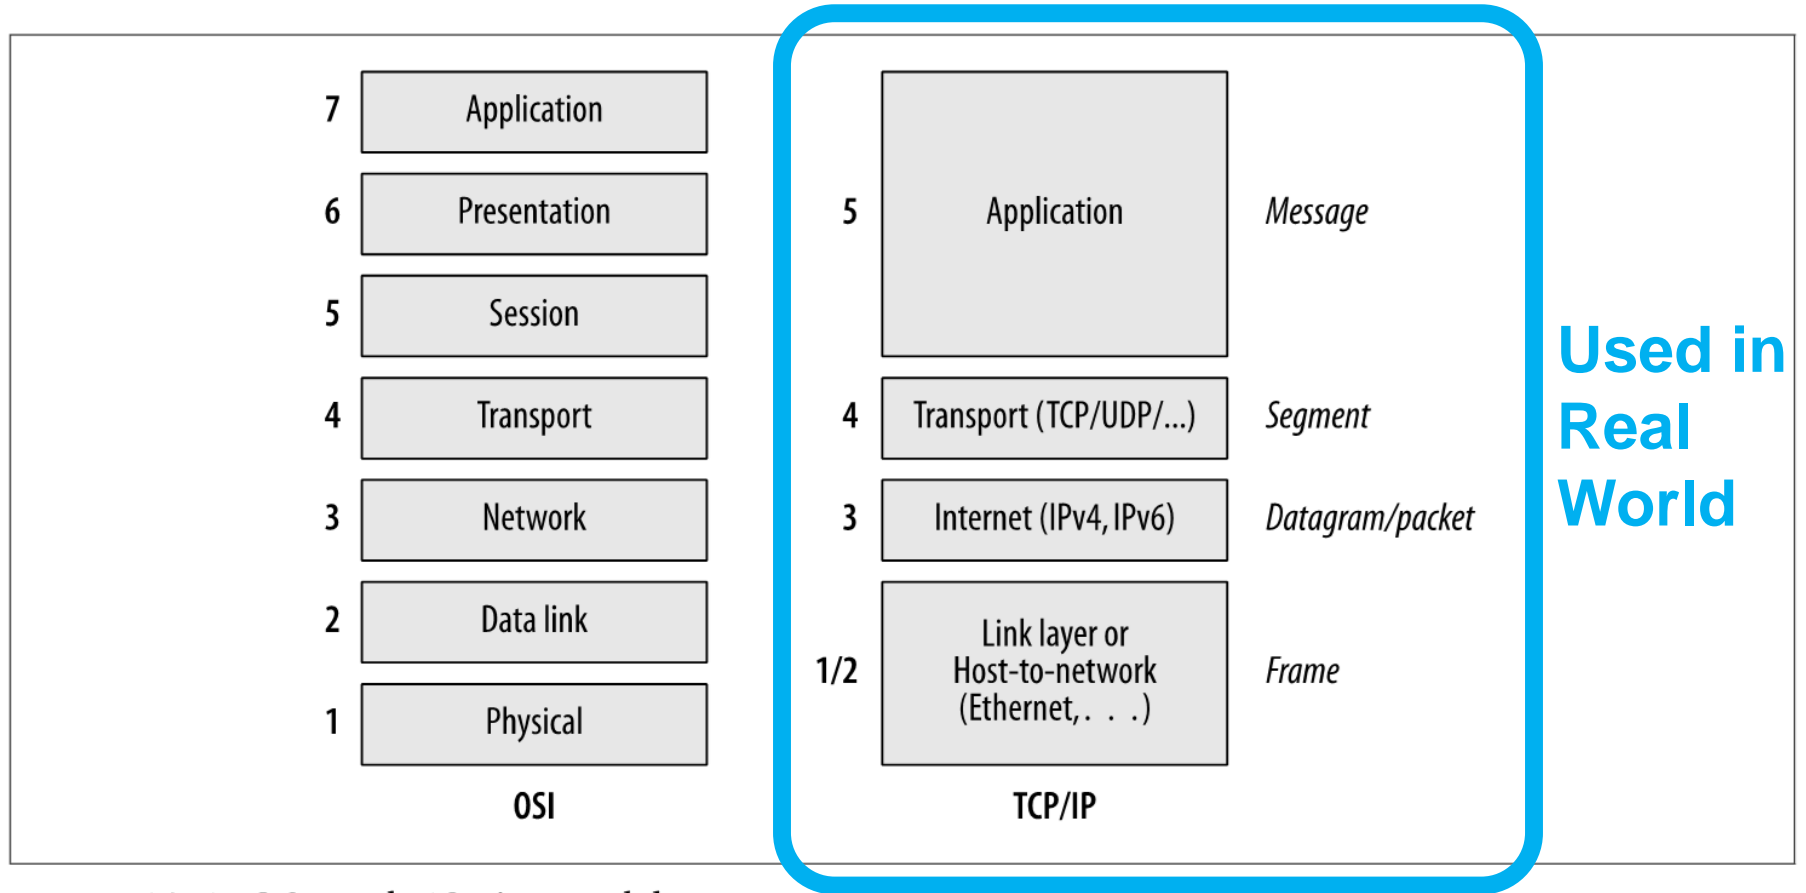 7 Application
6 Presentation
5 Session
4 Transport
3 Network
2 Data link
1 Physical
OSI
5 Application Message
4 Transport (TCP/UDP/...) Segment
3 Internet (IPv4, IPv6) Datagram/packet
1/2 Link layer or
Host-to-network
(Ethernet, . . .)
Frame
TCP/IP
Used in
Real
World